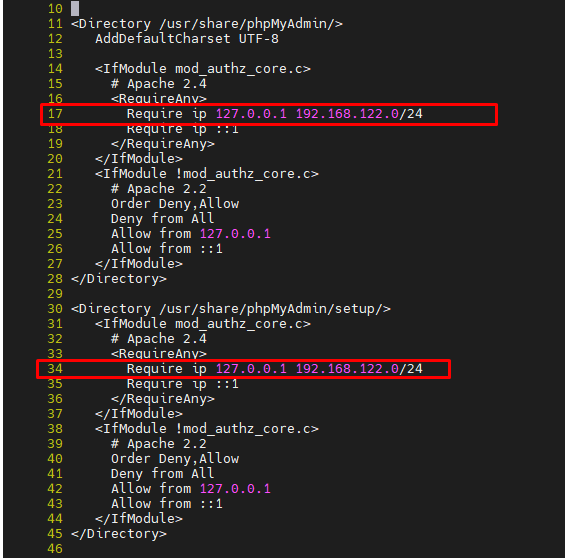 10
11 <Directory /usr/share/phpMyAdmin/>
12    AddDefaultCharset UTF-8
13
14    <IfModule mod_authz_core.c>
15      # Apache 2.4
16      <RequireAny>
17        Require ip 127.0.0.1 192.168.122.0/24
18        Require ip ::1
19      </RequireAny>
20    </IfModule>
21    <IfModule !mod_authz_core.c>
22      # Apache 2.2
23      Order Deny,Allow
24      Deny from All
25      Allow from 127.0.0.1
26      Allow from ::1
27    </IfModule>
28 </Directory>
29
30 <Directory /usr/share/phpMyAdmin/setup/>
31    <IfModule mod_authz_core.c>
32      # Apache 2.4
33      <RequireAny>
34        Require ip 127.0.0.1 192.168.122.0/24
35        Require ip ::1
36      </RequireAny>
37    </IfModule>
38    <IfModule !mod_authz_core.c>
39      # Apache 2.2
40      Order Deny,Allow
41      Deny from All
42      Allow from 127.0.0.1
43      Allow from ::1
44    </IfModule>
45 </Directory>
46